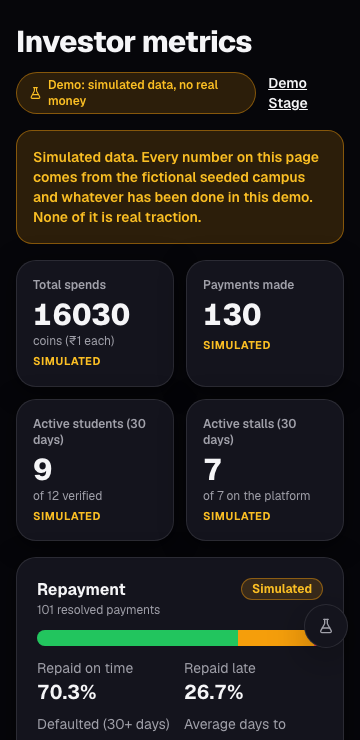 Investor metrics
Demo: simulated data, no real
money
Demo
Stage
Simulated data. Every number on this page
comes from the fictional seeded campus
and whatever has been done in this demo.
None of it is real traction.
Total spends
16030
coins (₹1 each)
SIMULATED
Payments made
130
SIMULATED
Active students (30
days)
9
of 12 verified
SIMULATED
Active stalls (30
days)
7
of 7 on the platform
SIMULATED
Repayment
Simulated
101 resolved payments
Repaid on time
70.3%
Repaid late
26.7%
Defaulted (30+ days)
Average days to